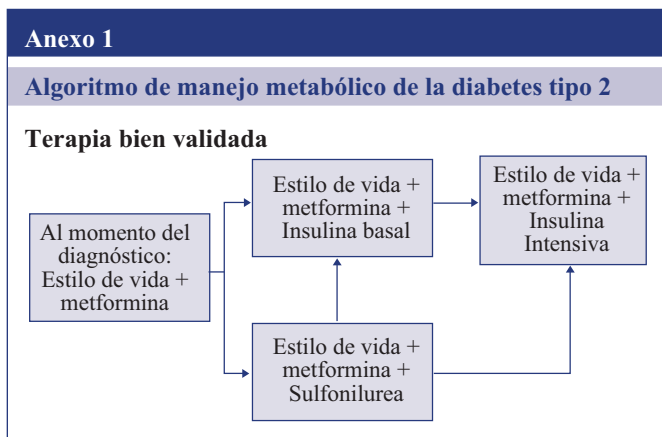 Anexo 1
Algoritmo de manejo metabólico de la diabetes tipo 2
Terapia bien validada
Al momento del
diagnóstico:
Estilo de vida +
metformina
Estilo de vida +
metformina +
Insulina basal
Estilo de vida +
metformina +
Sulfonilurea
Estilo de vida +
metformina +
Insulina
Intensiva